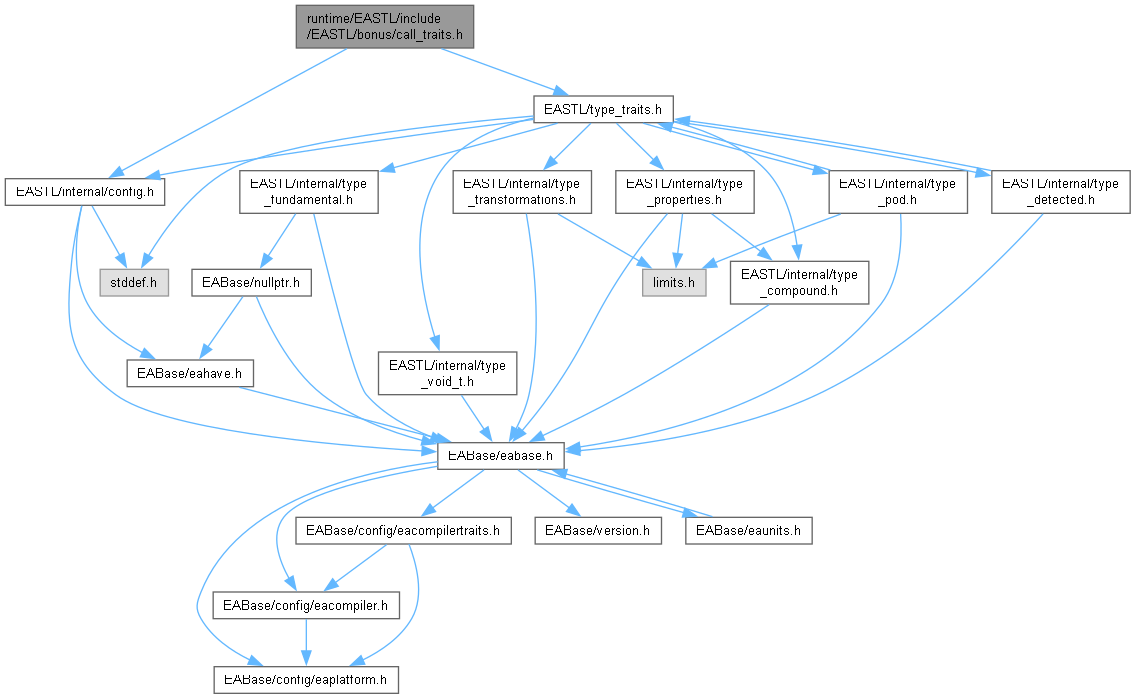 runtime/EASTL/include
/EASTL/bonus/call_traits.h
EASTL/type_traits.h
EASTL/internal/config.h
EASTL/internal/type
_fundamental.h
EASTL/internal/type
_transformations.h
EASTL/internal/type
_properties.h
EASTL/internal/type
_pod.h
EASTL/internal/type
_detected.h
stddef.h
EABase/nullptr.h
limits.h
EASTL/internal/type
_compound.h
EABase/eahave.h
EASTL/internal/type
_void_t.h
EABase/eabase.h
EABase/config/eacompilertraits.h
EABase/version.h
EABase/eaunits.h
EABase/config/eacompiler.h
EABase/config/eaplatform.h